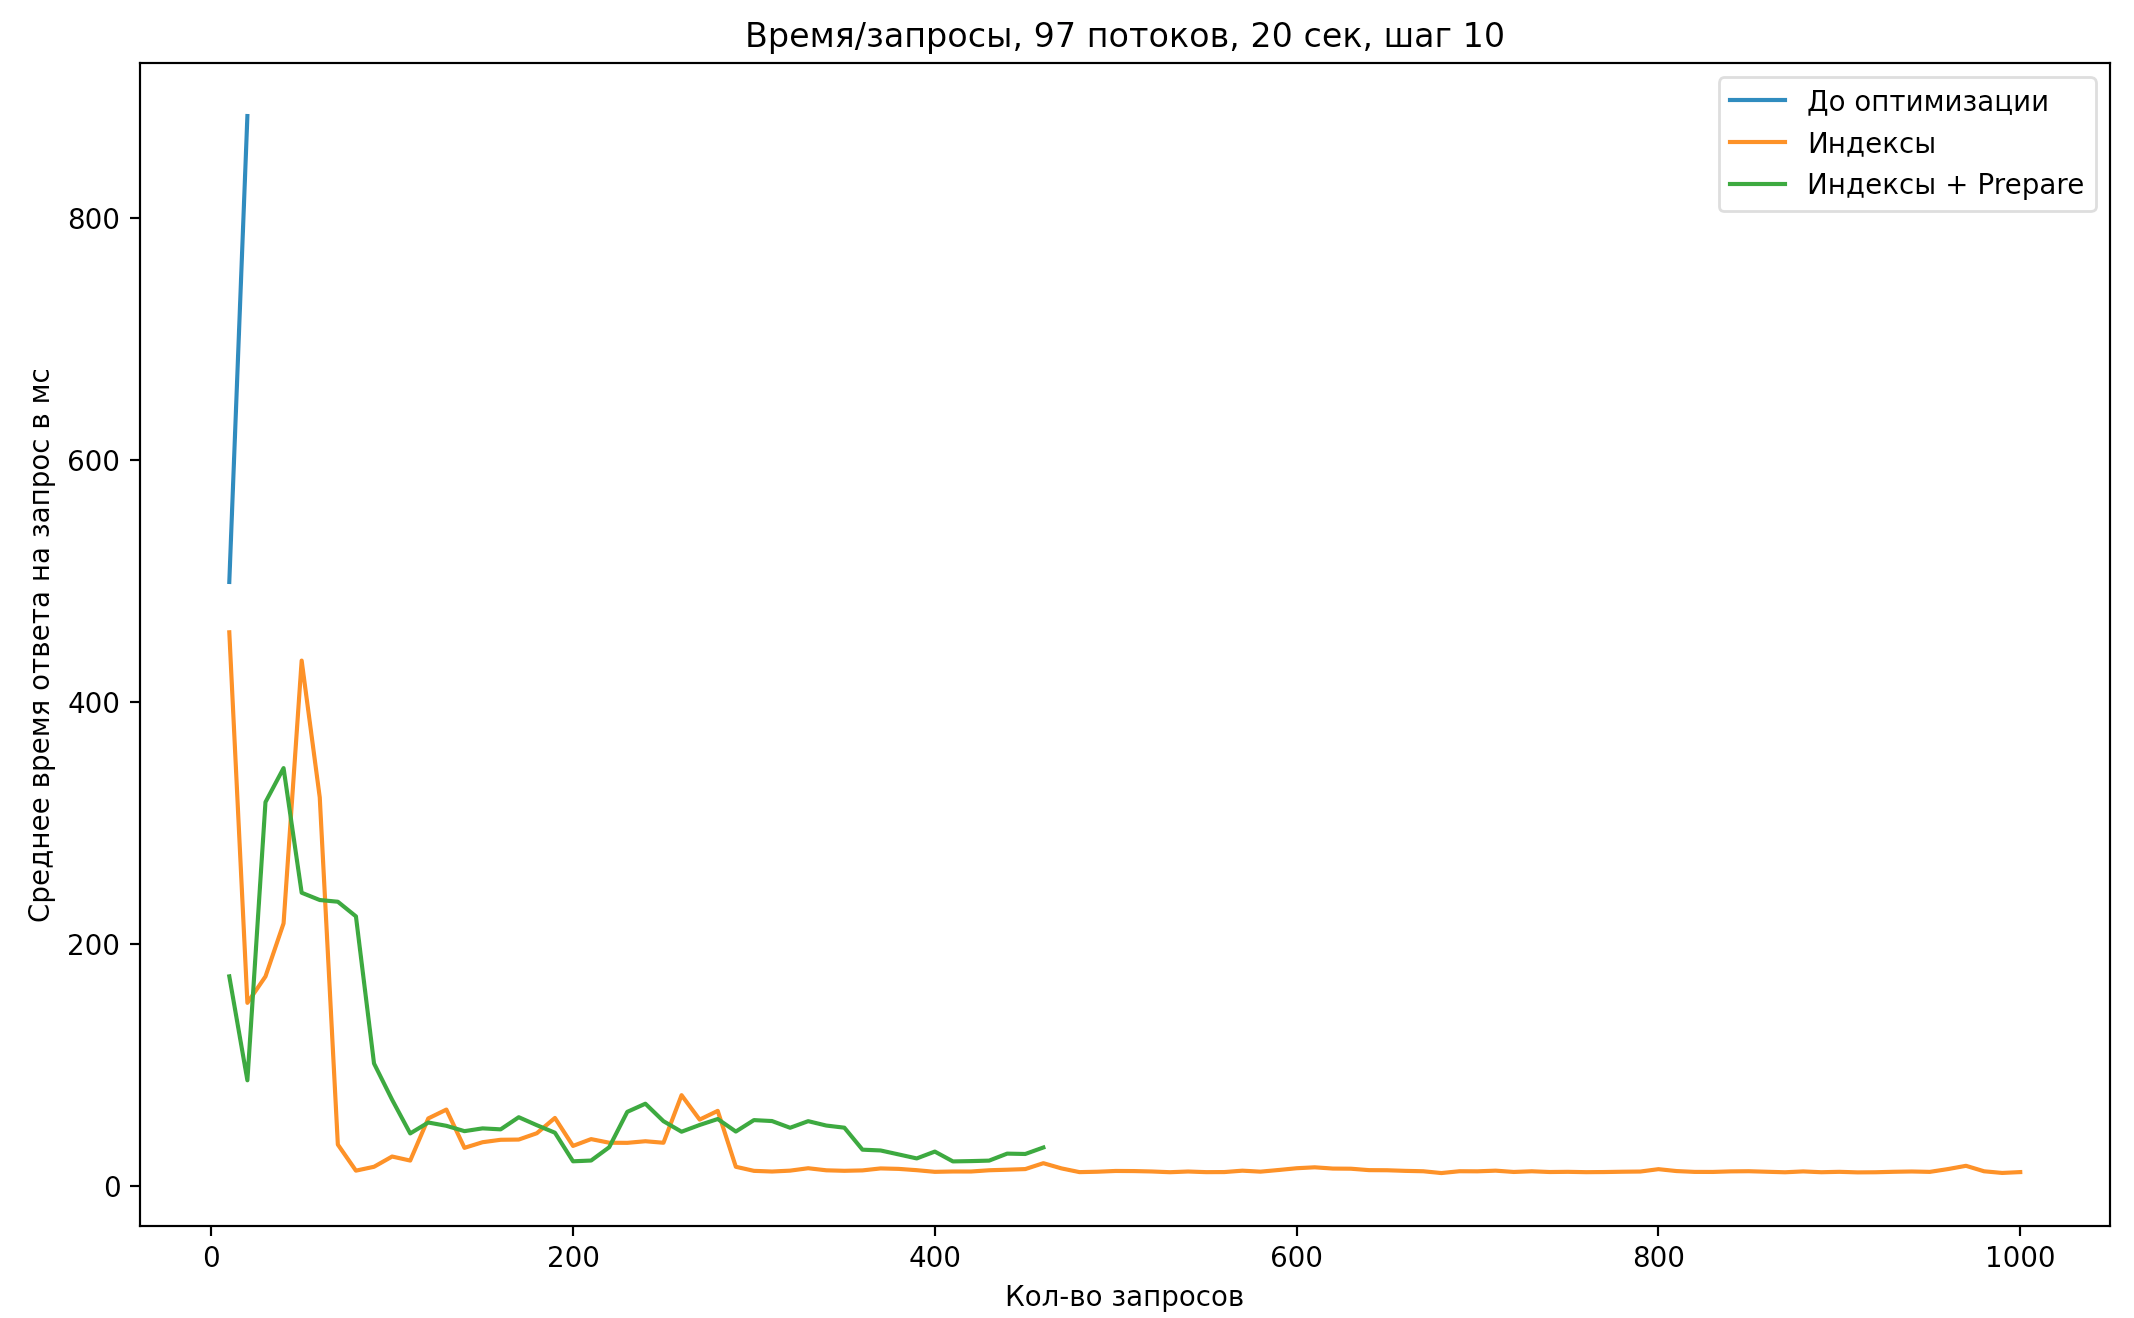 Время/запросы, 97 потоков, 20 сек, шаг 10
До оптимизации
Индексы
Индексы + Prepare
Среднее время ответа на запрос в мс
800
600
400
200
0
0
200
400
600
800
1000
Кол-во запросов